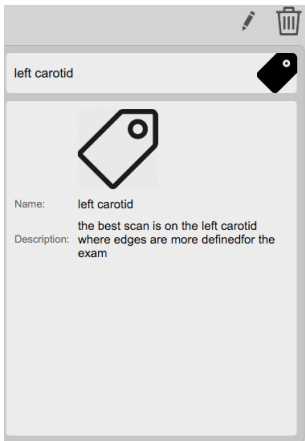 left carotid
Name: left carotid
the best scan is on the left carotid
Description: where edges are more definedfor the
exam